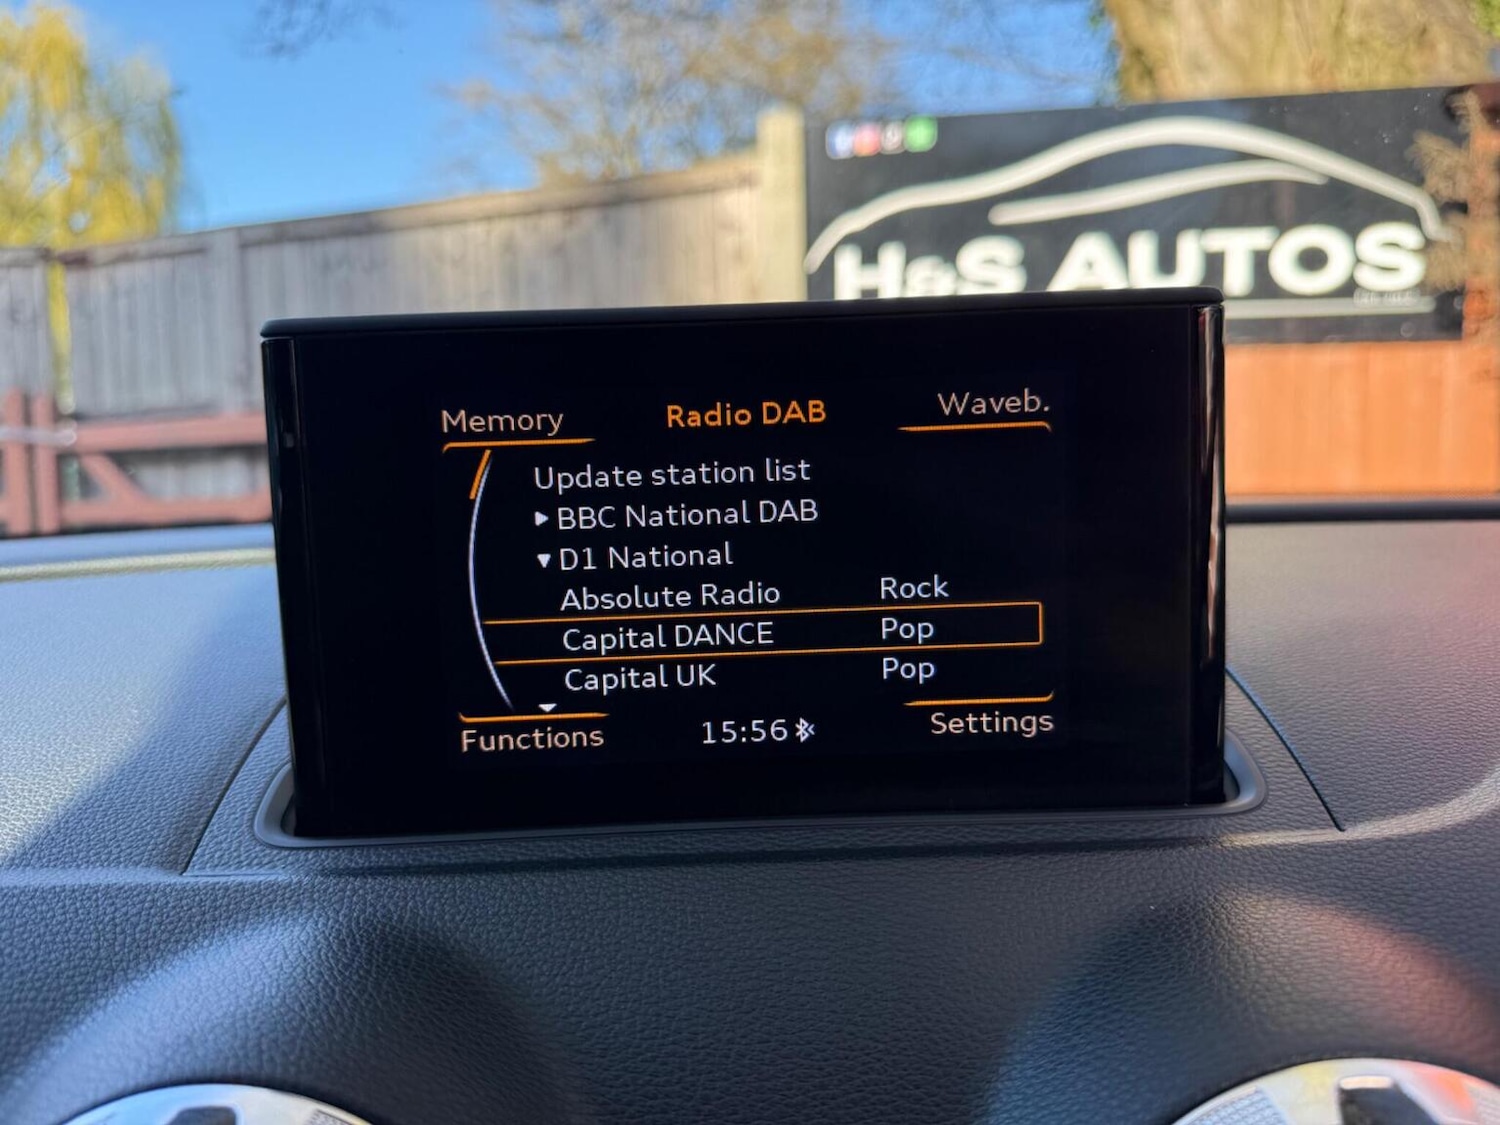 H&S AUTOS
Memory
Radio DAB
Waveb.
Update station list
BBC National DAB
D1 National
Absolute Radio Rock
Capital DANCE Pop
Capital UK Pop
Functions
15:56
Settings